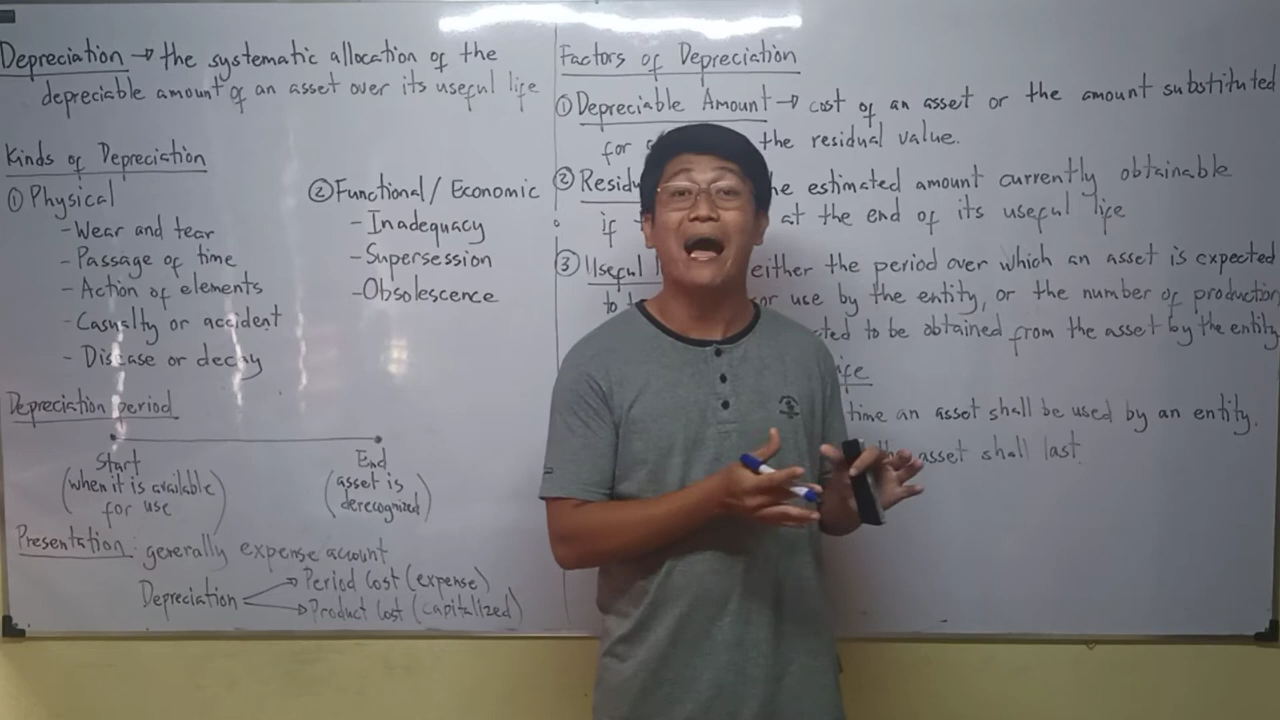 Depreciation → the systematic allocation of the
depreciable amount of an asset over its useful life
Kinds of Depreciation
① Physical
- Wear and tear
- Passage of time
- Action of elements
- Casualty or accident
- Disease or decay
② Functional / Economic
- Inadequacy
- Supersession
- Obsolescence
Depreciation period
Start
(when it is available
for use)
End
(asset is
derecognized)
Presentation: generally expense account
Depreciation → Period Cost (expense)
→ Product Cost (capitalized)
Factors of Depreciation
① Depreciable Amount → cost of an asset or the amount substituted
for the residual value.
② estimated amount currently obtainable
if at the end of its useful life
③ Useful either the period over which an asset is expected
to or use by the entity, or the number of production
to be obtained from the asset by the entity
time an asset shall be used by an entity.
asset shall last.